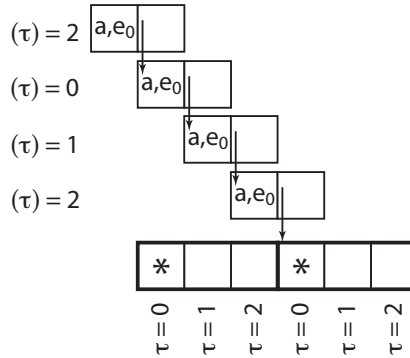 (τ) = 2 a,e₀
(τ) = 0 a,e₀
(τ) = 1 a,e₀
(τ) = 2 a,e₀
* *
τ = 0 τ = 1 τ = 2 τ = 0 τ = 1 τ = 2